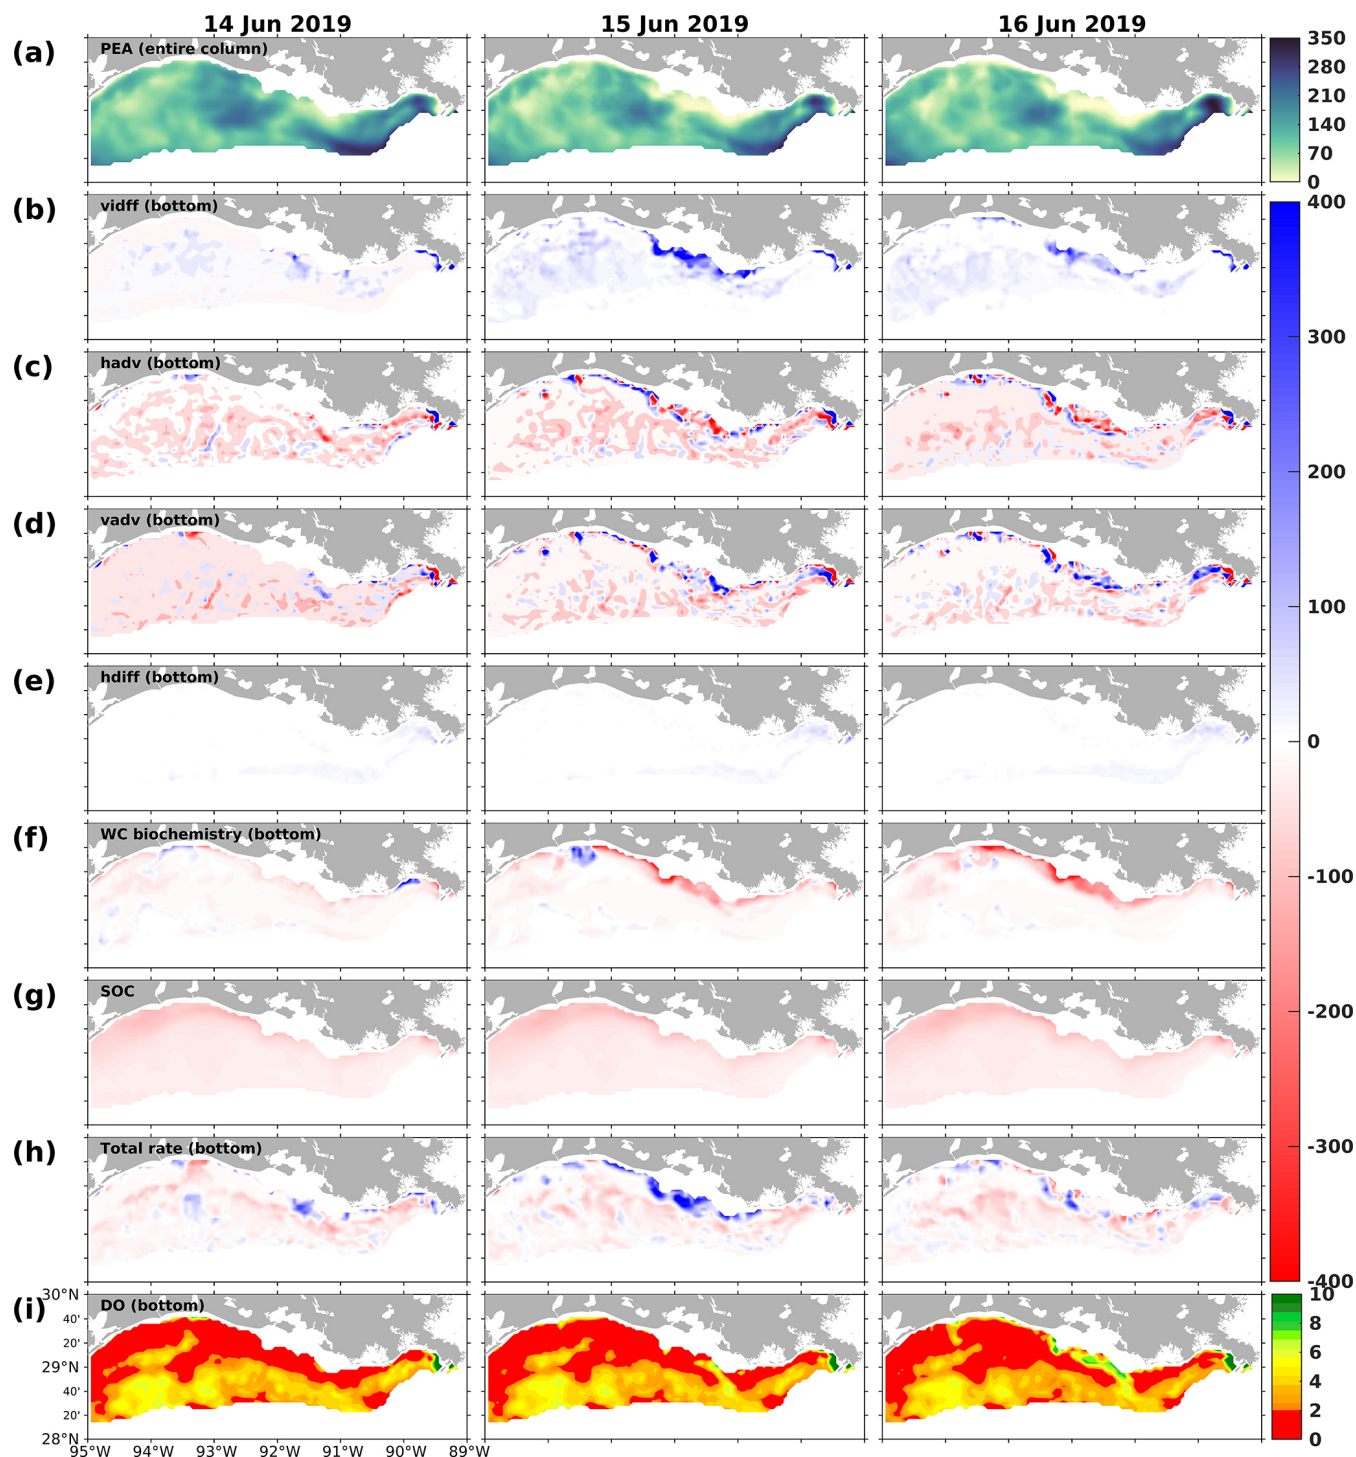 14 Jun 2019 15 Jun 2019 16 Jun 2019
(a) PEA (entire column)
350
280
210
140
70
0
(b) vidff (bottom)
400
300
200
100
0
-100
-200
-300
-400
(c) hadv (bottom)
(d) vadv (bottom)
(e) hdiff (bottom)
(f) WC biochemistry (bottom)
(g) SOC
(h) Total rate (bottom)
(i) DO (bottom)
30°N
40'
20'
29°N
40'
20'
28°N
95°W 94°W 93°W 92°W 91°W 90°W 89°W
10
8
6
4
2
0